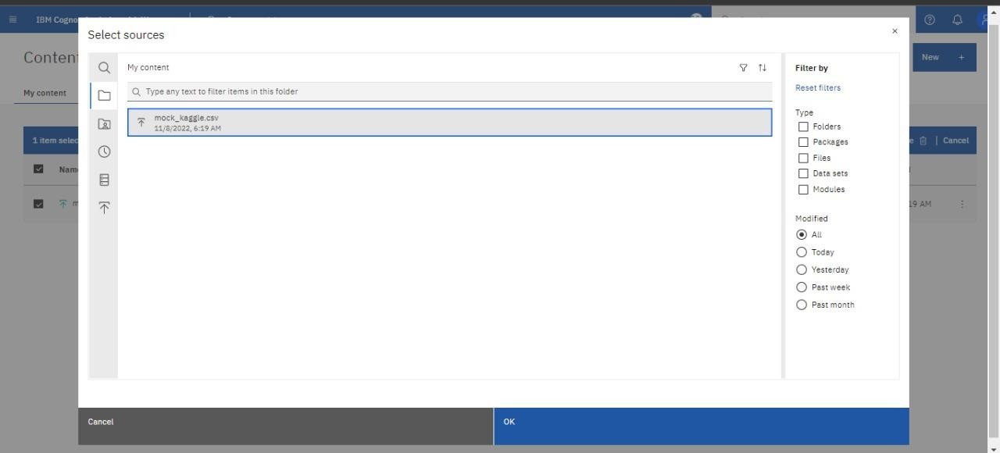 IBM Cogno
Select sources
Content
New +
My content
My content
Filter by
Reset filters
Type any text to filter items in this folder
Type
mock_kaggle.csv
11/8/2022, 6:19 AM
Folders
Packages
Files
Data sets
Modules
1 item selec
Cancel
Name
19 AM
Modified
All
Today
Yesterday
Past week
Past month
Cancel
OK